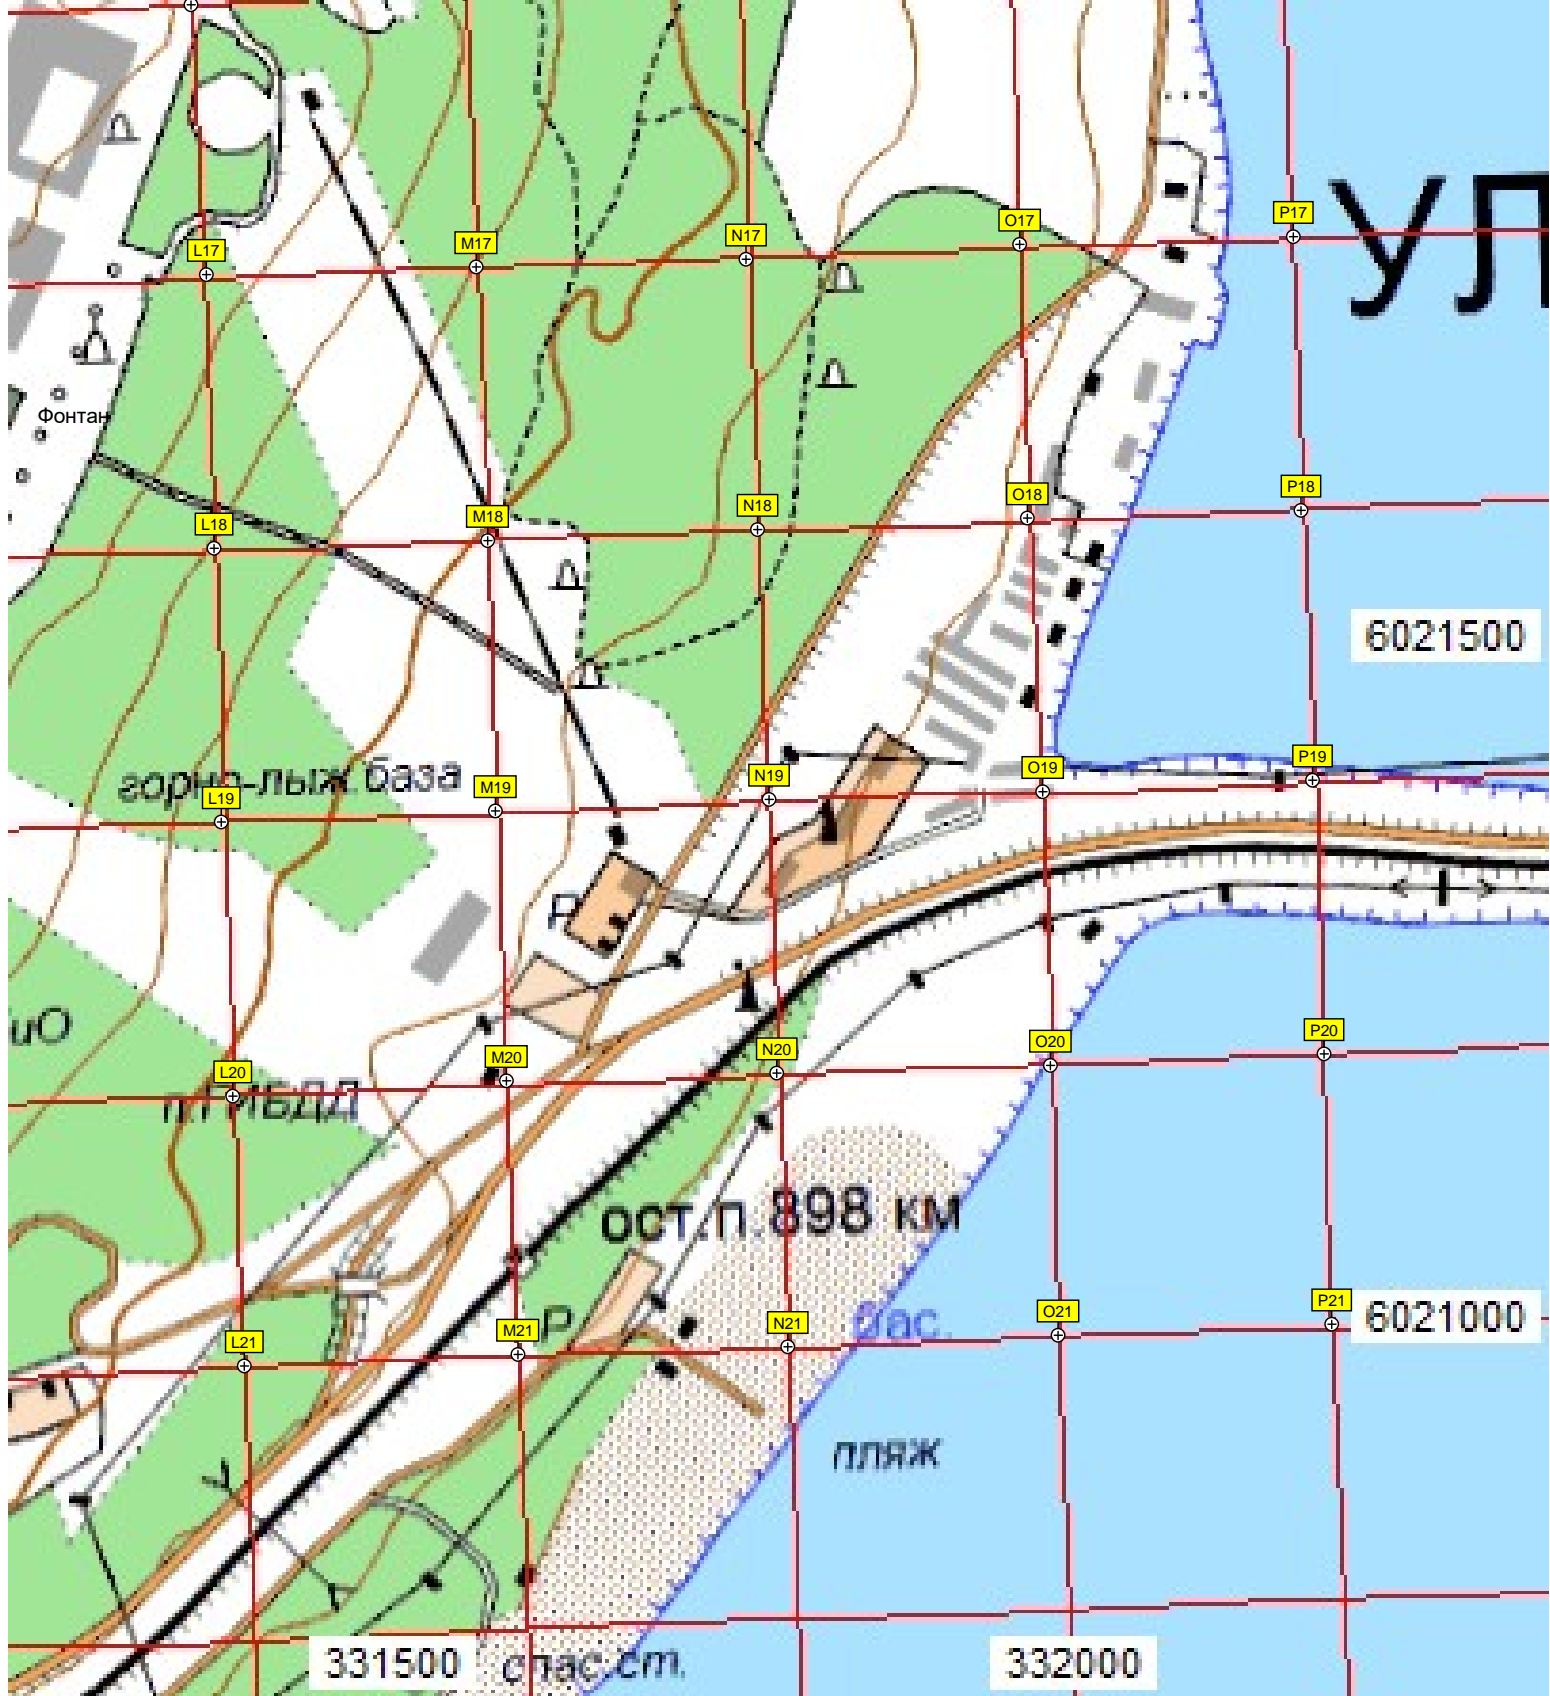 УЛ
L17
M17
N17
O17
P17
Фонтан
L18
M18
N18
O18
P18
6021500
горно-лыж.база
L19
M19
N19
O19
P19
Р
иО
L20
M20
N20
O20
P20
п.ГИБДД
ост.п.898 км
Р
L21
M21
N21
O21
P21
6021000
пляж
331500
спас.ст.
332000